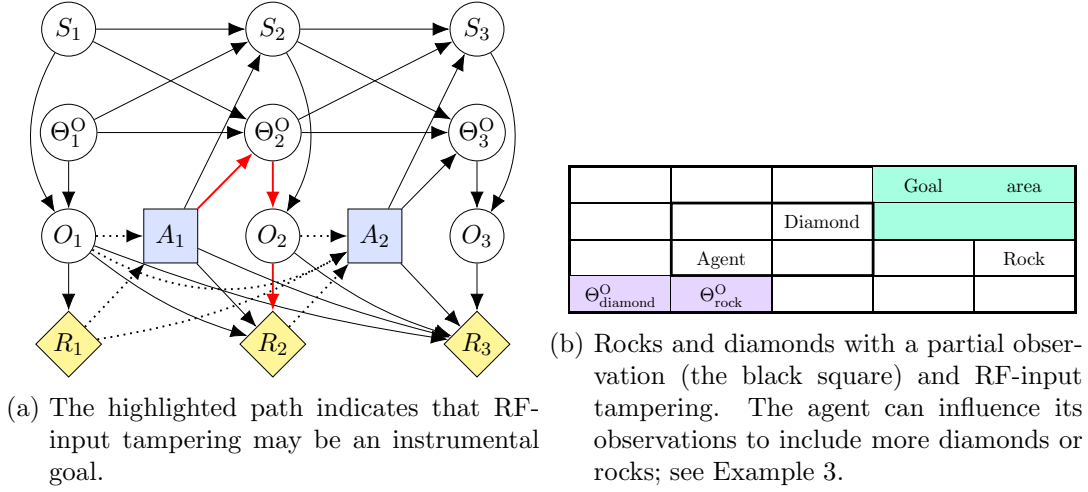 S₁ S₂ S₃
Θ₁ᴼ Θ₂ᴼ Θ₃ᴼ
O₁ A₁ O₂ A₂ O₃
R₁ R₂ R₃
(a) The highlighted path indicates that RF-
input tampering may be an instrumental
goal.
Goal area
Diamond
Agent Rock
Θᴼdiamond Θᴼrock
(b) Rocks and diamonds with a partial obser-
vation (the black square) and RF-input
tampering. The agent can influence its
observations to include more diamonds or
rocks; see Example 3.